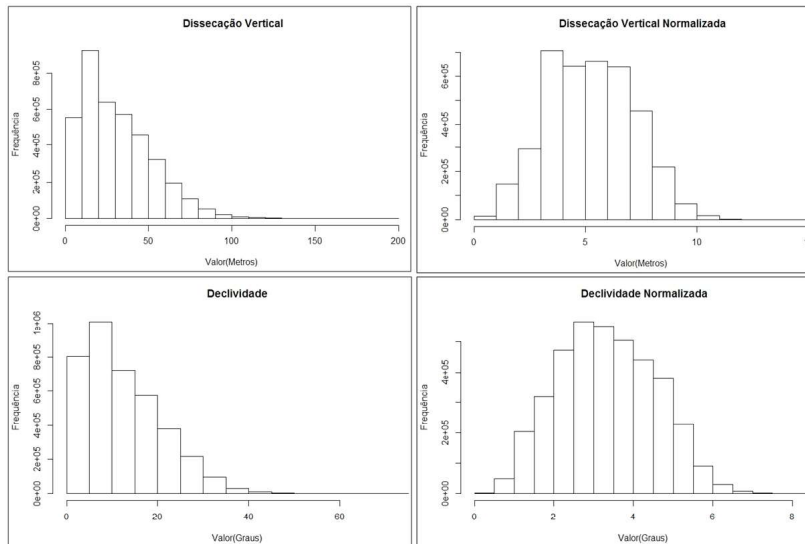 Dissecação Vertical
Frequência
0e+00 2e+05 4e+05 6e+05 8e+05
0 50 100 150 200
Valor(Metros)
Dissecação Vertical Normalizada
Frequência
0e+00 2e+05 4e+05 6e+05
0 5 10
Valor(Metros)
Declividade
Frequência
0e+00 2e+05 4e+05 6e+05 8e+05 1e+06
0 20 40 60
Valor(Graus)
Declividade Normalizada
Frequência
0e+00 2e+05 4e+05
0 2 4 6 8
Valor(Graus)